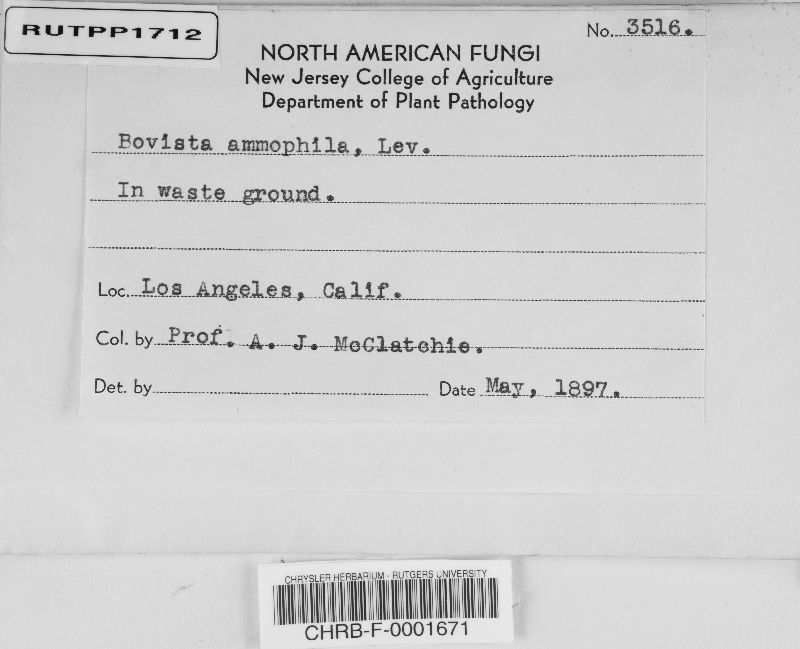 RUTPP1712
No. 3516.
NORTH AMERICAN FUNGI
New Jersey College of Agriculture
Department of Plant Pathology
Bovista ammophila, Lev.
In waste ground.
Loc. Los Angeles, Calif.
Col. by Prof. A. J. McClatchie.
Det. by
Date May, 1897.
CHRYSLER HERBARIUM - RUTGERS UNIVERSITY
CHRB-F-0001671